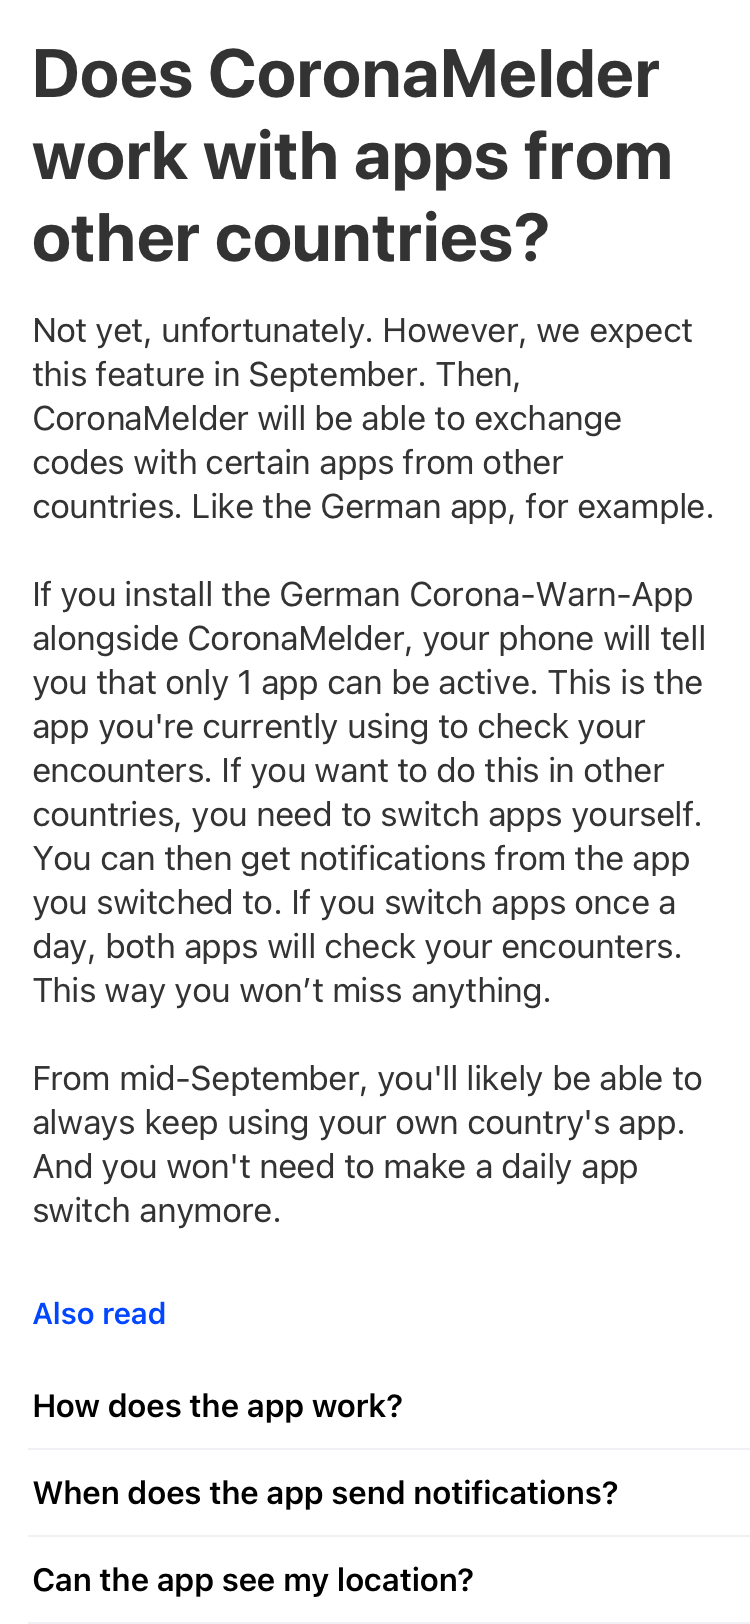 Does CoronaMelder
work with apps from
other countries?
Not yet, unfortunately. However, we expect
this feature in September. Then,
CoronaMelder will be able to exchange
codes with certain apps from other
countries. Like the German app, for example.
If you install the German Corona-Warn-App
alongside CoronaMelder, your phone will tell
you that only 1 app can be active. This is the
app you're currently using to check your
encounters. If you want to do this in other
countries, you need to switch apps yourself.
You can then get notifications from the app
you switched to. If you switch apps once a
day, both apps will check your encounters.
This way you won’t miss anything.
From mid-September, you'll likely be able to
always keep using your own country's app.
And you won't need to make a daily app
switch anymore.
Also read
How does the app work?
When does the app send notifications?
Can the app see my location?